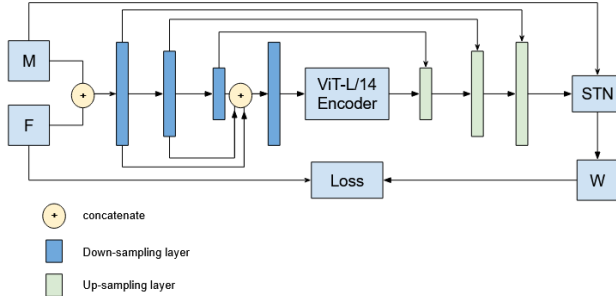 M
F
+
+
ViT-L/14
Encoder
STN
Loss
W
+
concatenate
Down-sampling layer
Up-sampling layer